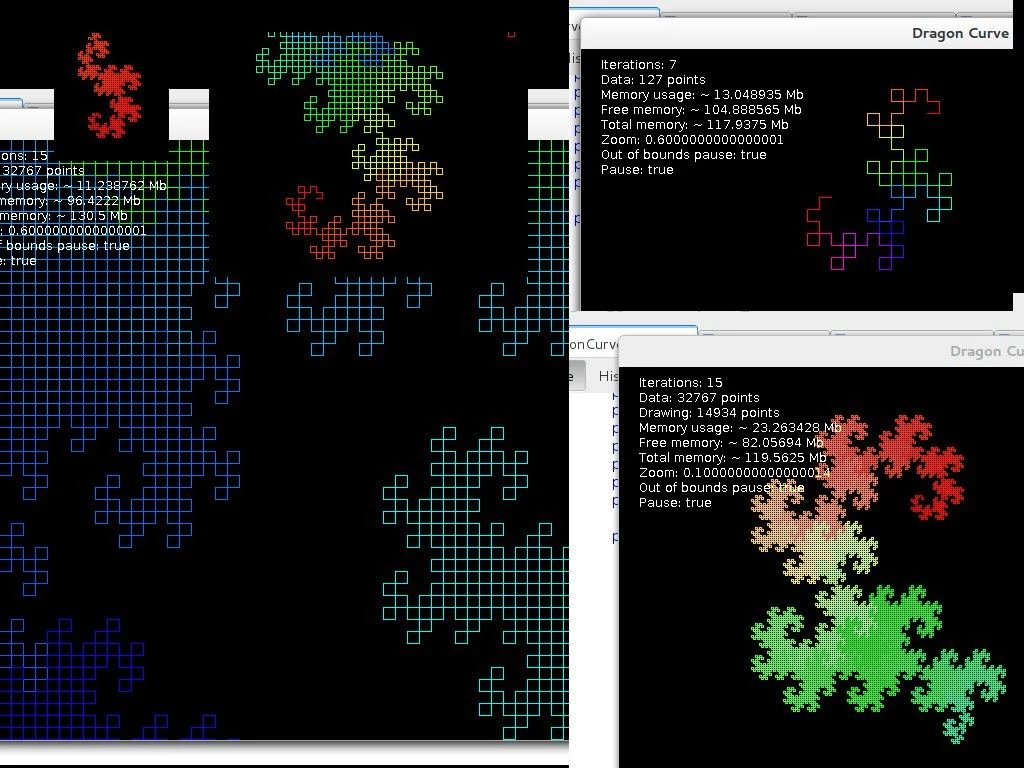 ons: 15
32767 points
ry usage: ~ 11.238762 Mb
memory: ~ 96.4222 Mb
memory: ~ 130.5 Mb
: 0.6000000000000001
f bounds pause: true
e: true
Dragon Curve
Iterations: 7
Data: 127 points
Memory usage: ~ 13.048935 Mb
Free memory: ~ 104.888565 Mb
Total memory: ~ 117.9375 Mb
Zoom: 0.6000000000000001
Out of bounds pause: true
Pause: true
onCurve
His
Dragon Cu
Iterations: 15
Data: 32767 points
Drawing: 14934 points
Memory usage: ~ 23.263428 Mb
Free memory: ~ 82.05694 Mb
Total memory: ~ 119.5625 Mb
Zoom: 0.10000000000000014
Out of bounds pause: true
Pause: true